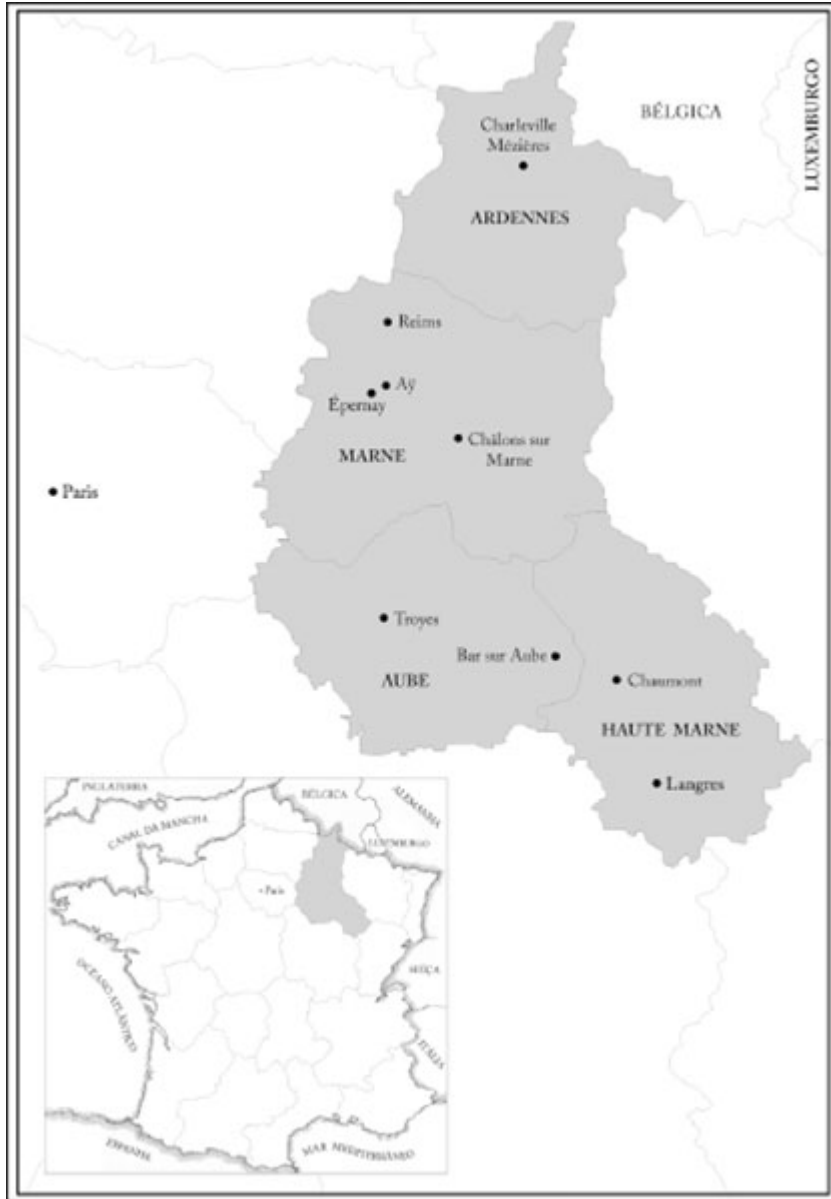 LUXEMBURGO
BÉLGICA
Charleville
Mézières
ARDENNES
Reims
Aÿ
Épernay
MARNE
Châlons sur
Marne
Paris
Troyes
Bar sur Aube
AUBE
Chaumont
HAUTE MARNE
Langres
INGLATERRA
BÉLGICA
ALEMANHA
CANAL DA MANCHA
LUXEMBURGO
Paris
SUÍÇA
OCEANO ATLÂNTICO
ITÁLIA
ESPANHA
MAR MEDITERRÂNEO